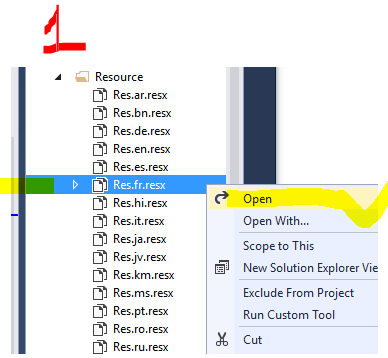 1
Resource
Res.ar.resx
Res.bn.resx
Res.de.resx
Res.en.resx
Res.es.resx
Res.fr.resx
Res.hi.resx
Res.it.resx
Res.ja.resx
Res.jv.resx
Res.km.resx
Res.ms.resx
Res.pt.resx
Res.ro.resx
Res.ru.resx
Open
Open With...
Scope to This
New Solution Explorer Vie
Exclude From Project
Run Custom Tool
Cut